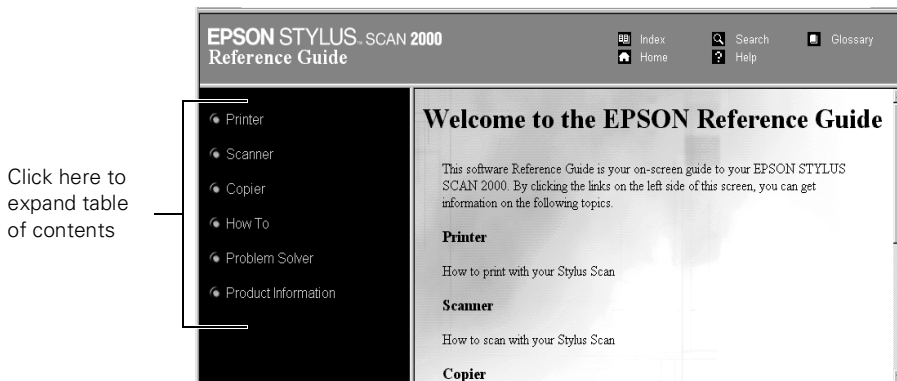 EPSON STYLUS™ SCAN 2000
Reference Guide
Index
Search
Glossary
Home
Help
Click here to
expand table
of contents
Printer
Scanner
Copier
How To
Problem Solver
Product Information
Welcome to the EPSON Reference Guide
This software Reference Guide is your on-screen guide to your EPSON STYLUS
SCAN 2000. By clicking the links on the left side of this screen, you can get
information on the following topics.
Printer
How to print with your Stylus Scan
Scanner
How to scan with your Stylus Scan
Copier